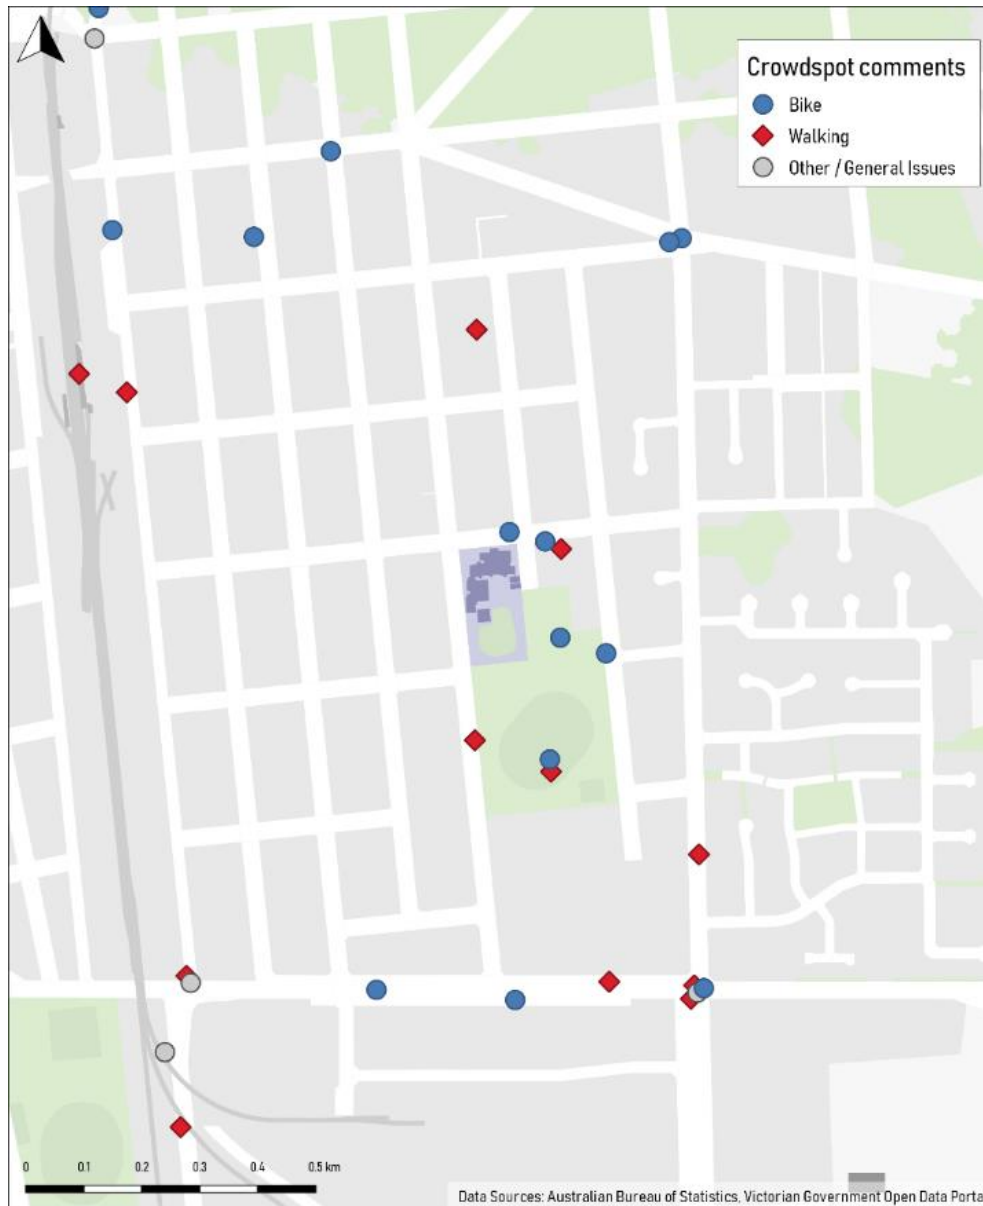 Crowdspot comments
Bike
Walking
Other / General Issues
0 0.1 0.2 0.3 0.4 0.5 km
Data Sources: Australian Bureau of Statistics, Victorian Government Open Data Porta